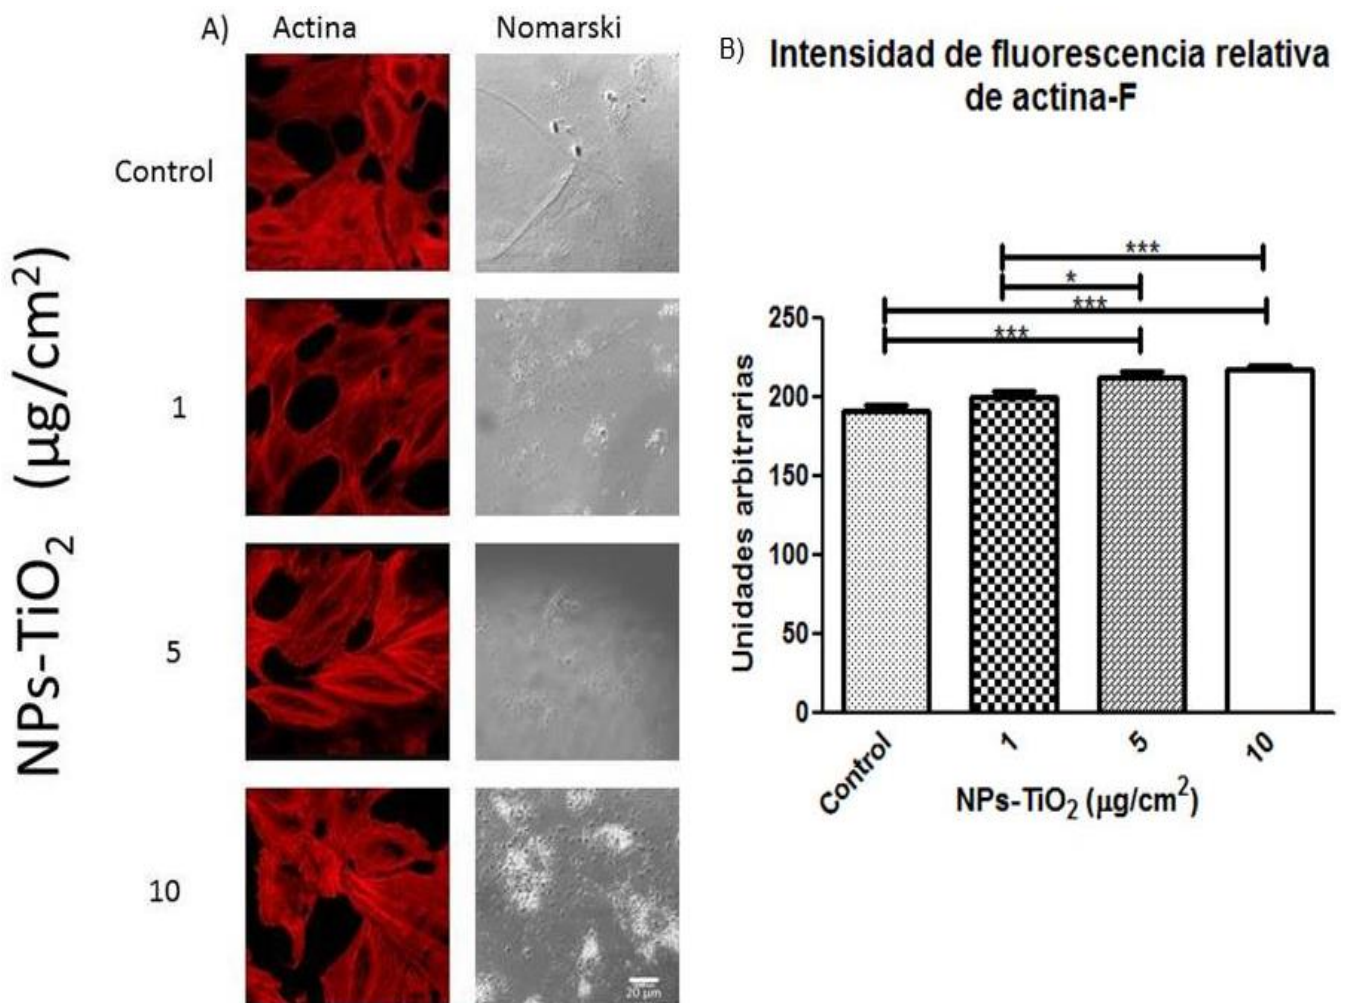 A) Actina Nomarski
Control
1
5
10
NPs-TiO₂ (µg/cm²)
20 µm
B) Intensidad de fluorescencia relativa
de actina-F
***
*
***
***
Unidades arbitrarias
250
200
150
100
50
0
Control 1 5 10
NPs-TiO₂ (µg/cm²)